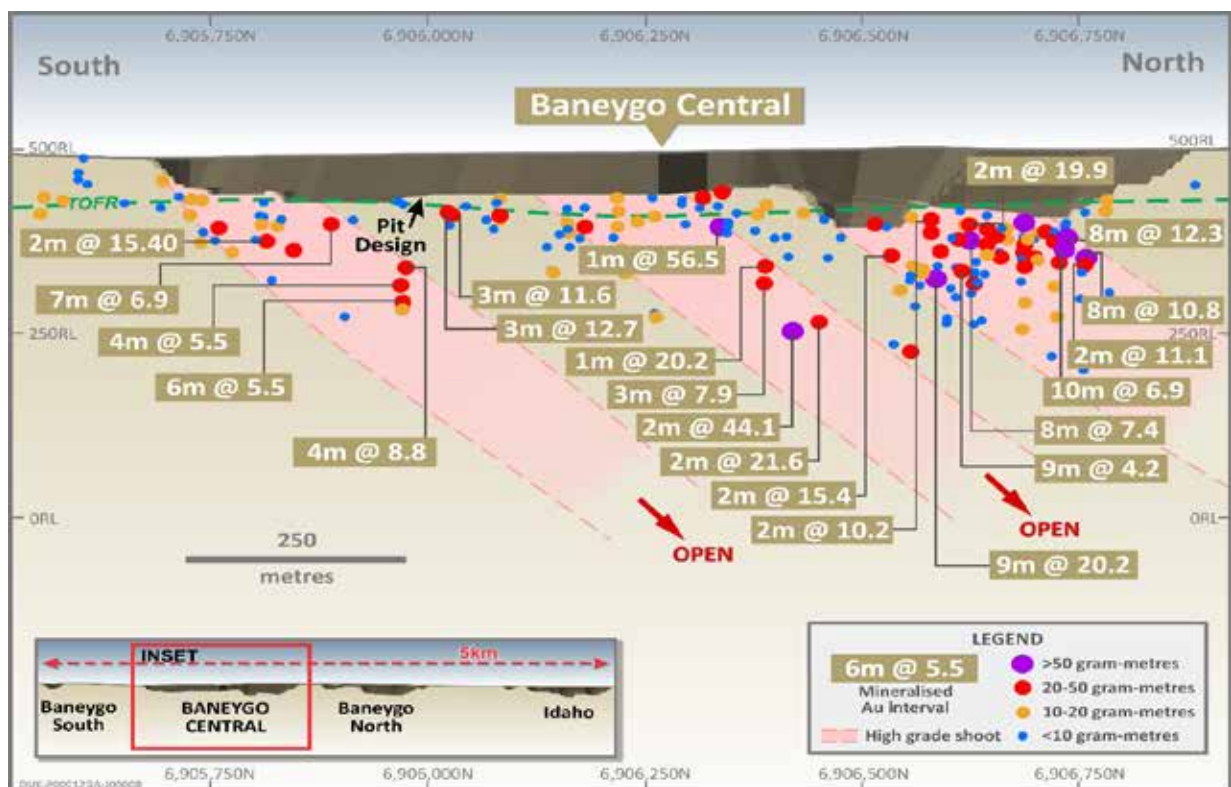 6,905,750N 6,905,000N 6,906,250N 6,906,500N 6,906,750N
South
North
Baneygo Central
500RL
500RL
2m @ 19.9
TOFR
Pit
Design
2m @ 15.40
8m @ 12.3
1m @ 56.5
7m @ 6.9
3m @ 11.6
8m @ 10.8
250RL
250RL
4m @ 5.5
3m @ 12.7
2m @ 11.1
1m @ 20.2
6m @ 5.5
10m @ 6.9
3m @ 7.9
2m @ 44.1
8m @ 7.4
4m @ 8.8
2m @ 21.6
9m @ 4.2
2m @ 15.4
0RL
0RL
2m @ 10.2
OPEN
OPEN
250
metres
9m @ 20.2
INSET
5km
Baneygo
South
BANEYGO
CENTRAL
Baneygo
North
Idaho
LEGEND
6m @ 5.5
Mineralised
Au Interval
High grade shoot
>50 gram-metres
20-50 gram-metres
10-20 gram-metres
<10 gram-metres
6,905,750N 6,905,000N 6,906,250N 6,906,500N 6,906,750N